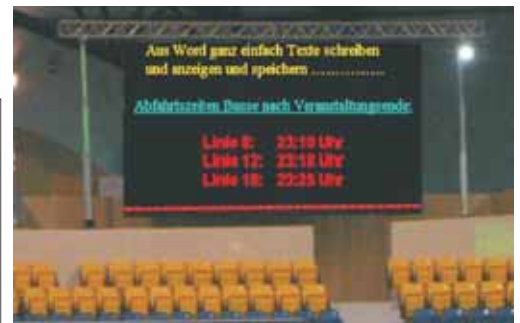 Aus Word ganz einfach Texte schreiben
und anzeigen und speichern ...............
Abfahrtszeiten Busse nach Veranstaltungsende:
Linie 8: 23:10 Uhr
Linie 12: 23:18 Uhr
Linie 18: 23:25 Uhr